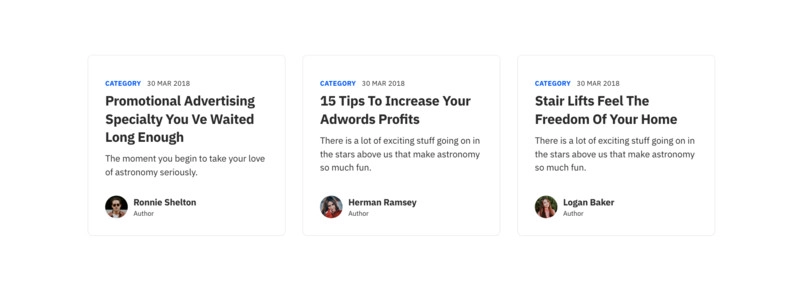 CATEGORY 30 MAR 2018
Promotional Advertising
Specialty You Ve Waited
Long Enough
The moment you begin to take your love
of astronomy seriously.
Ronnie Shelton
Author
CATEGORY 30 MAR 2018
15 Tips To Increase Your
Adwords Profits
There is a lot of exciting stuff going on in
the stars above us that make astronomy
so much fun.
Herman Ramsey
Author
CATEGORY 30 MAR 2018
Stair Lifts Feel The
Freedom Of Your Home
There is a lot of exciting stuff going on in
the stars above us that make astronomy
so much fun.
Logan Baker
Author